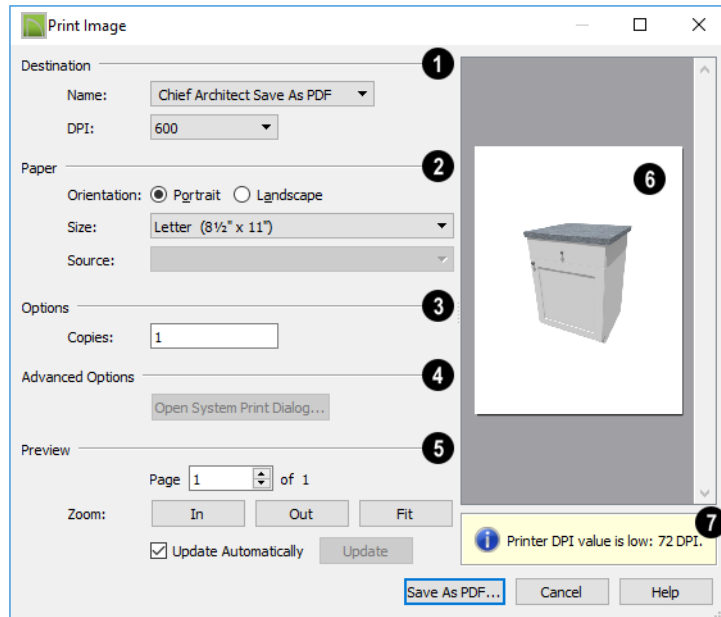 Print Image
Destination 1
Name: Chief Architect Save As PDF
DPI: 600
Paper 2
Orientation: Portrait Landscape
Size: Letter (8½" x 11")
Source:
Options 3
Copies: 1
Advanced Options 4
Open System Print Dialog...
Preview 5
Page 1 of 1
Zoom: In Out Fit
Update Automatically Update
6
7
Printer DPI value is low: 72 DPI.
Save As PDF... Cancel Help